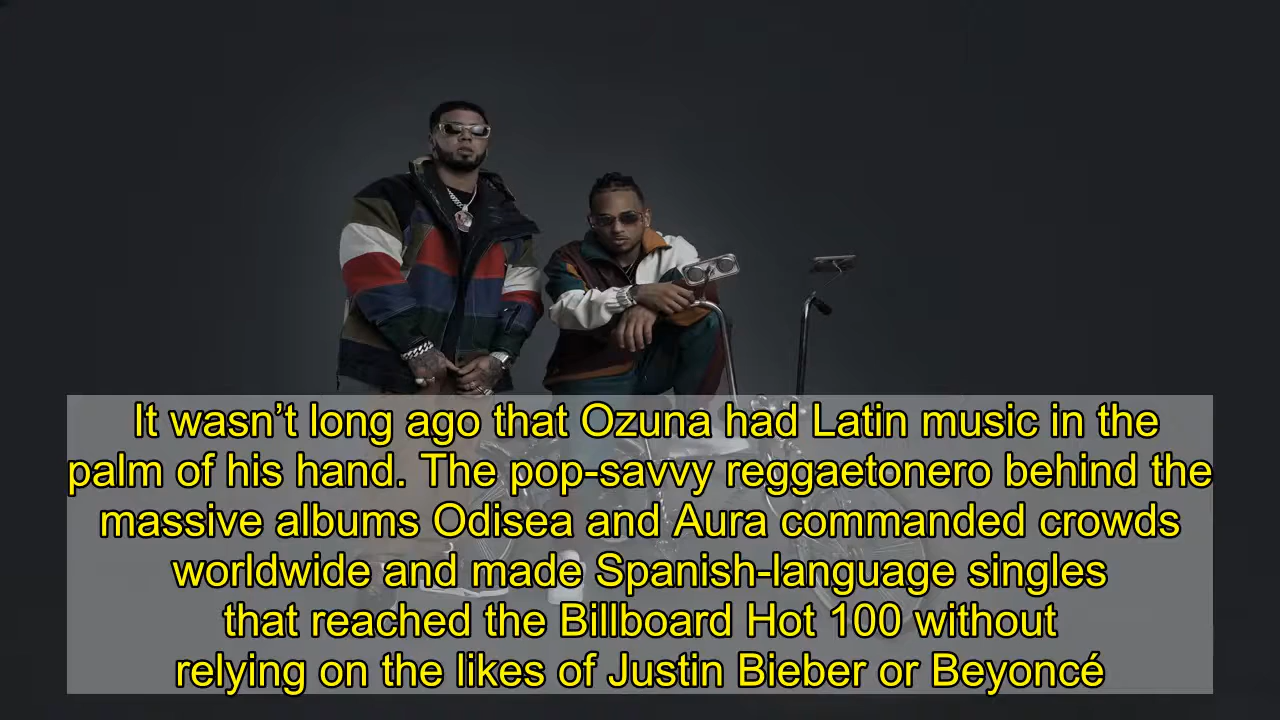 It wasn’t long ago that Ozuna had Latin music in the
palm of his hand. The pop-savvy reggaetonero behind the
massive albums Odisea and Aura commanded crowds
worldwide and made Spanish-language singles
that reached the Billboard Hot 100 without
relying on the likes of Justin Bieber or Beyoncé